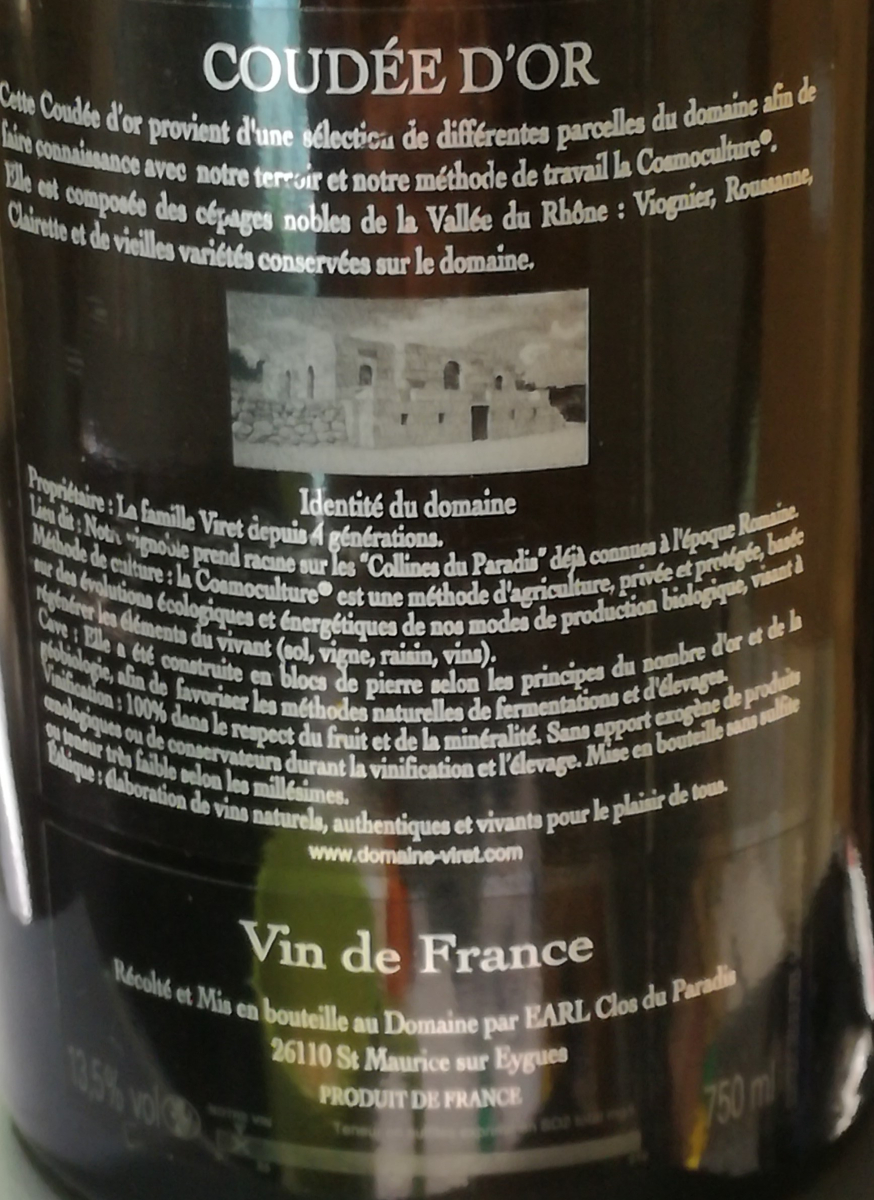 COUDÉE D'OR
Cette Coudée d'or provient d'une sélection de différentes parcelles du domaine afin de
faire connaissance avec notre terroir et notre méthode de travail la Cosmoculture®.
Elle est composée des cépages nobles de la Vallée du Rhône : Viognier, Roussanne,
Clairette et de vieilles variétés conservées sur le domaine.
Identité du domaine
Propriétaire : La famille Viret depuis 4 générations.
Lieu dit : Notre vignoble prend racine sur les "Collines du Paradis" déjà connues à l'époque Romaine.
Méthode de culture : la Cosmoculture® est une méthode d'agriculture, privée et protégée, basée
sur des évolutions écologiques et énergétiques de nos modes de production biologique, visant à
régénérer les éléments du vivant (sol, vigne, raisin, vins).
Cave : Elle a été construite en blocs de pierre selon les principes du nombre d'or et de la
géobiologie, afin de favoriser les méthodes naturelles de fermentations et d'élevages.
Vinification : 100% dans le respect du fruit et de la minéralité. Sans apport exogène de produits
œnologiques ou de conservateurs durant la vinification et l'élevage. Mise en bouteille sans sulfite
ou teneur très faible selon les millésimes.
Éthique : élaboration de vins naturels, authentiques et vivants pour le plaisir de tous.
www.domaine-viret.com
Vin de France
Récolté et Mis en bouteille au Domaine par EARL Clos du Paradis
26110 St Maurice sur Eygues
PRODUIT DE FRANCE
13,5% vol 750 ml